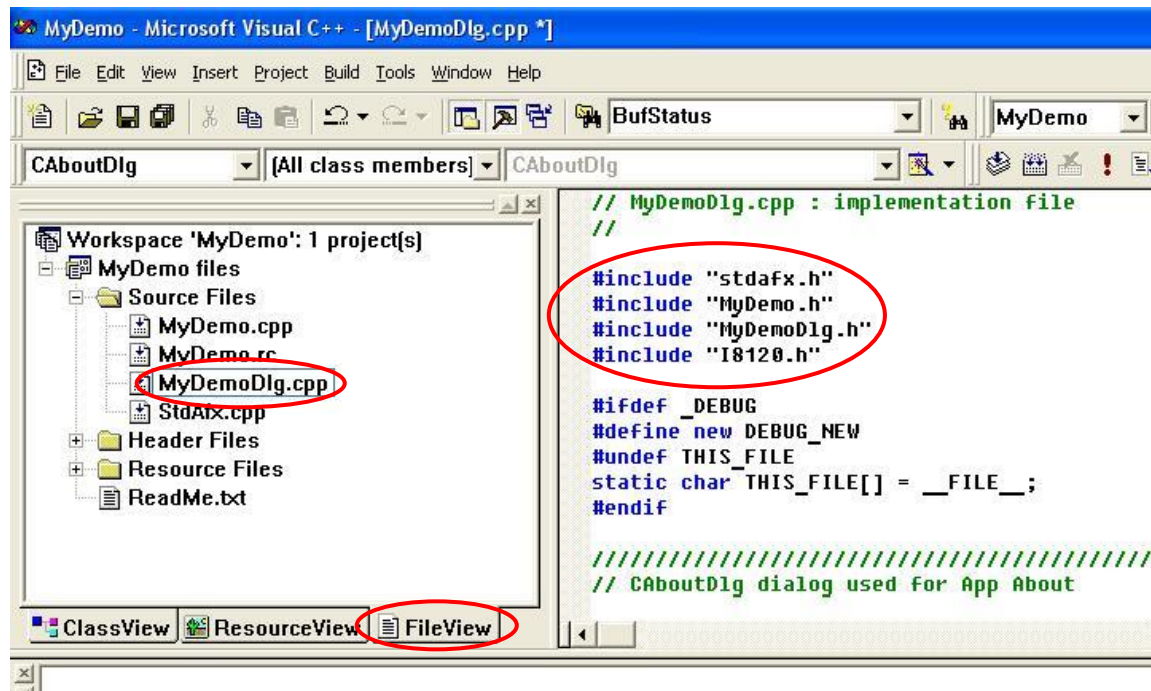 MyDemo - Microsoft Visual C++ - [MyDemoDlg.cpp *]
File Edit View Insert Project Build Tools Window Help
BufStatus MyDemo
CAboutDlg (All class members) CAboutDlg
Workspace 'MyDemo': 1 project(s)
MyDemo files
Source Files
MyDemo.cpp
MyDemo.rc
MyDemoDlg.cpp
StdAfx.cpp
Header Files
Resource Files
ReadMe.txt
ClassView ResourceView FileView
// MyDemoDlg.cpp : implementation file
//
#include "stdafx.h"
#include "MyDemo.h"
#include "MyDemoDlg.h"
#include "I8120.h"
#ifdef _DEBUG
#define new DEBUG_NEW
#undef THIS_FILE
static char THIS_FILE[] = __FILE__;
#endif
///////////////////////////////////////////
// CAboutDlg dialog used for App About